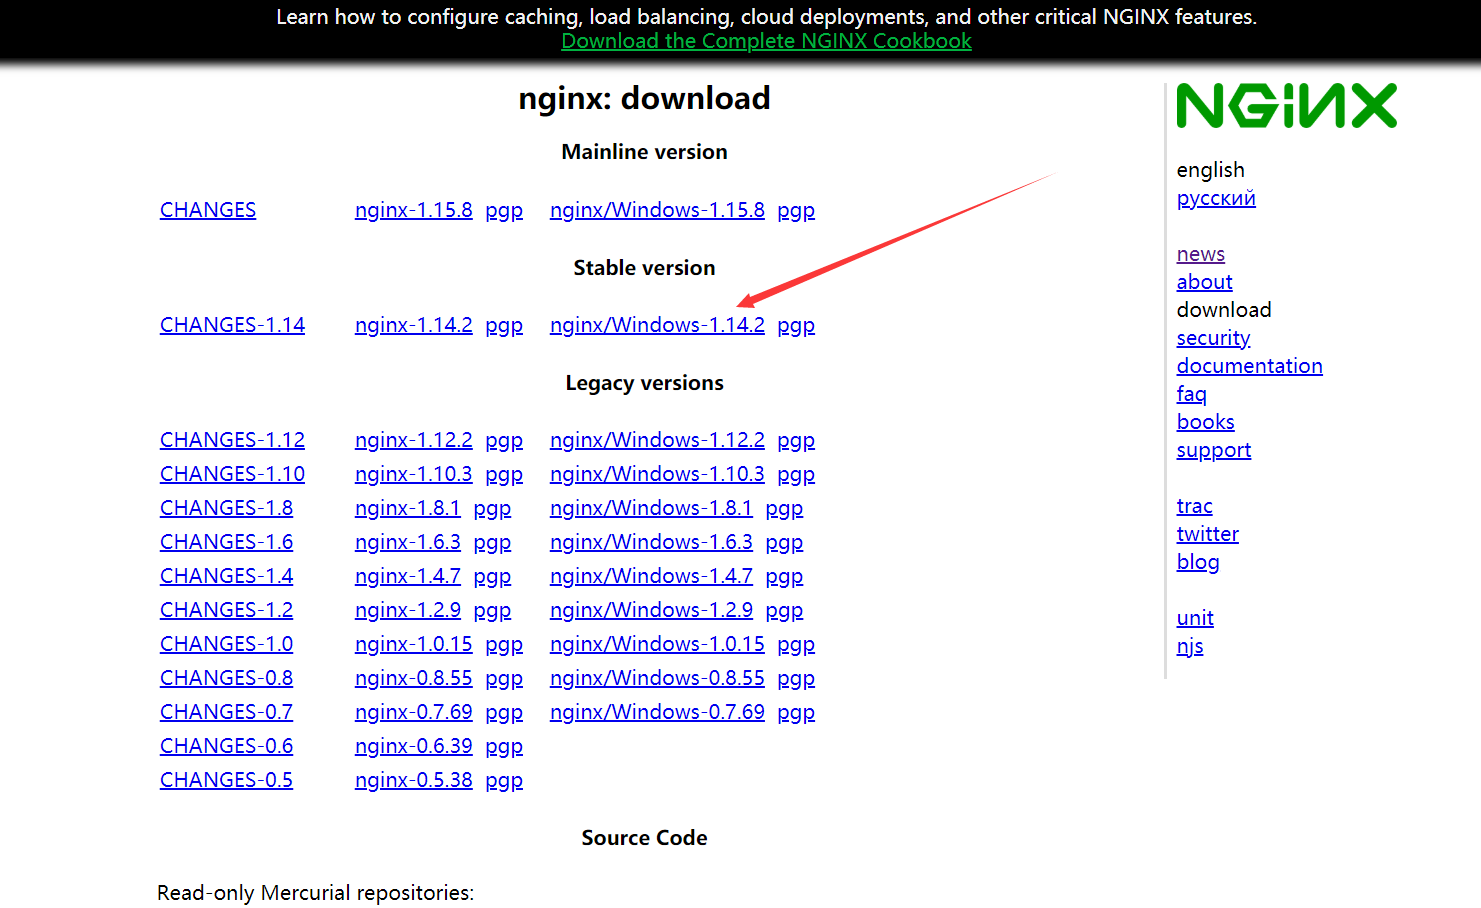 Learn how to configure caching, load balancing, cloud deployments, and other critical NGINX features.
Download the Complete NGINX Cookbook
nginx: download
Mainline version
CHANGES nginx-1.15.8 pgp nginx/Windows-1.15.8 pgp
Stable version
CHANGES-1.14 nginx-1.14.2 pgp nginx/Windows-1.14.2 pgp
Legacy versions
CHANGES-1.12 nginx-1.12.2 pgp nginx/Windows-1.12.2 pgp
CHANGES-1.10 nginx-1.10.3 pgp nginx/Windows-1.10.3 pgp
CHANGES-1.8 nginx-1.8.1 pgp nginx/Windows-1.8.1 pgp
CHANGES-1.6 nginx-1.6.3 pgp nginx/Windows-1.6.3 pgp
CHANGES-1.4 nginx-1.4.7 pgp nginx/Windows-1.4.7 pgp
CHANGES-1.2 nginx-1.2.9 pgp nginx/Windows-1.2.9 pgp
CHANGES-1.0 nginx-1.0.15 pgp nginx/Windows-1.0.15 pgp
CHANGES-0.8 nginx-0.8.55 pgp nginx/Windows-0.8.55 pgp
CHANGES-0.7 nginx-0.7.69 pgp nginx/Windows-0.7.69 pgp
CHANGES-0.6 nginx-0.6.39 pgp
CHANGES-0.5 nginx-0.5.38 pgp
Source Code
Read-only Mercurial repositories:
NGiNX
english
русский
news
about
download
security
documentation
faq
books
support
trac
twitter
blog
unit
njs